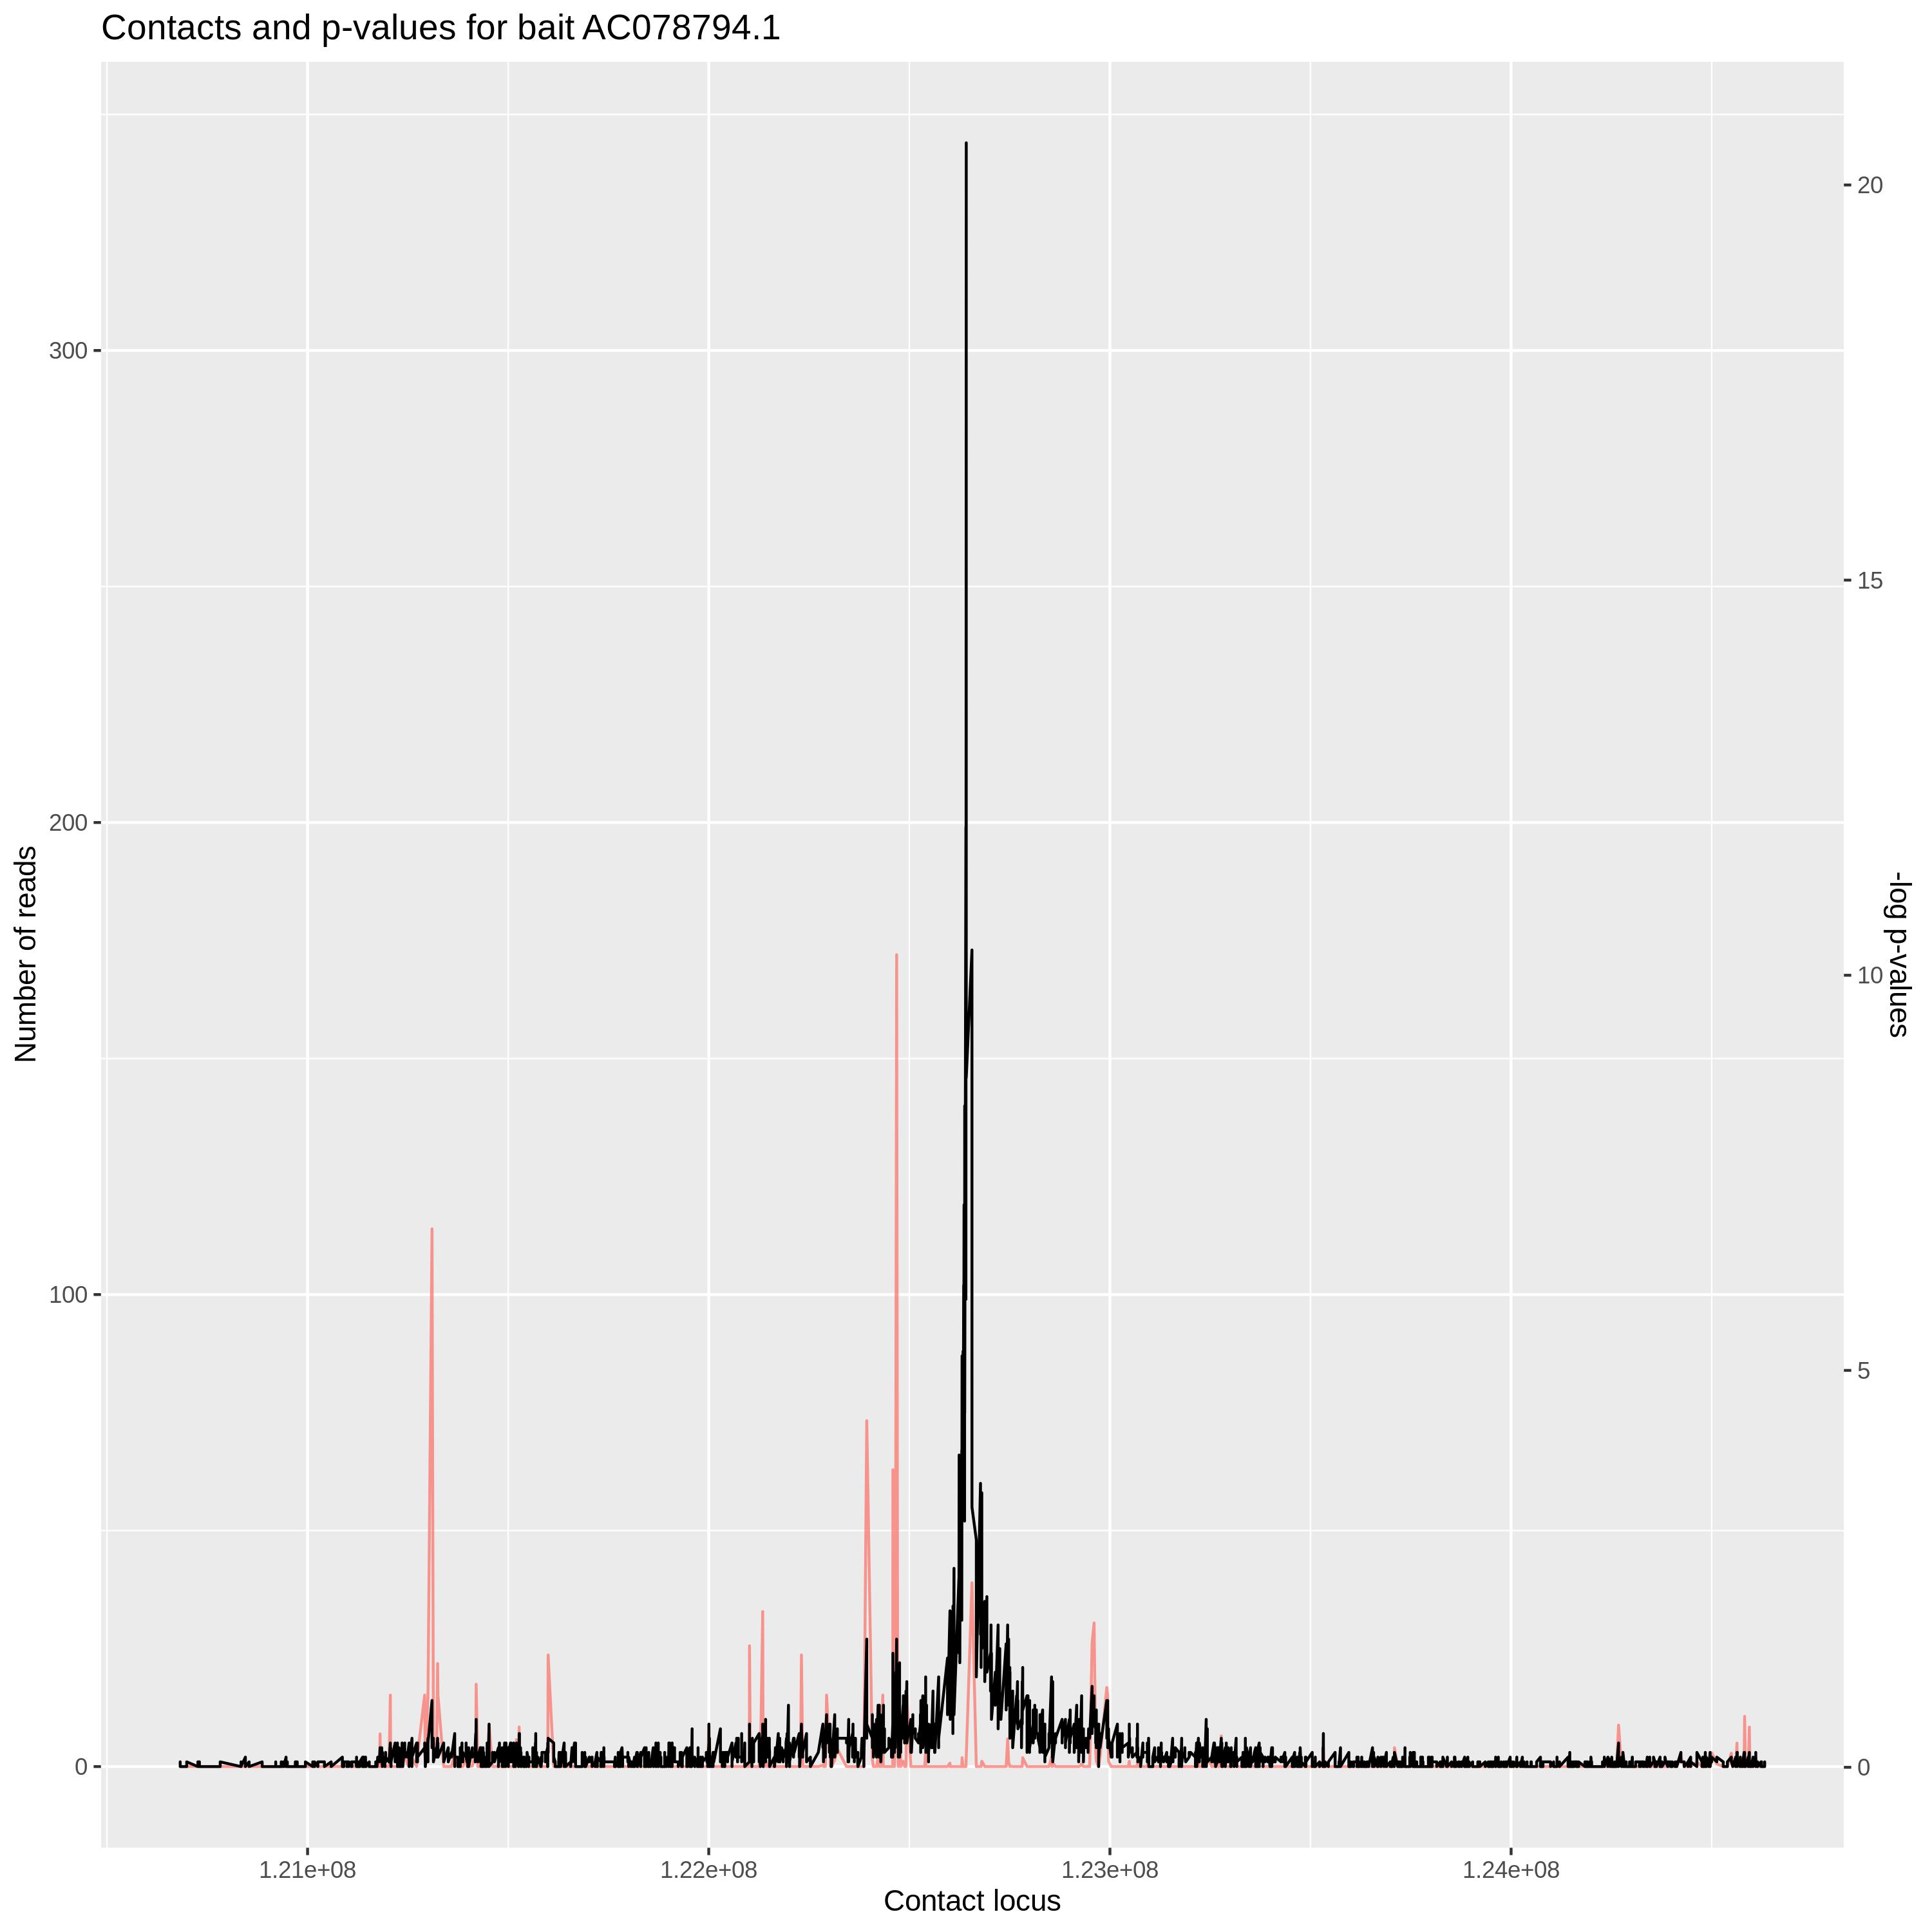 Contacts and p-values for bait AC078794.1
Number of reads
300
200
100
0
20
15
10
5
0
-log p-values
1.21e+08
1.22e+08
1.23e+08
1.24e+08
Contact locus